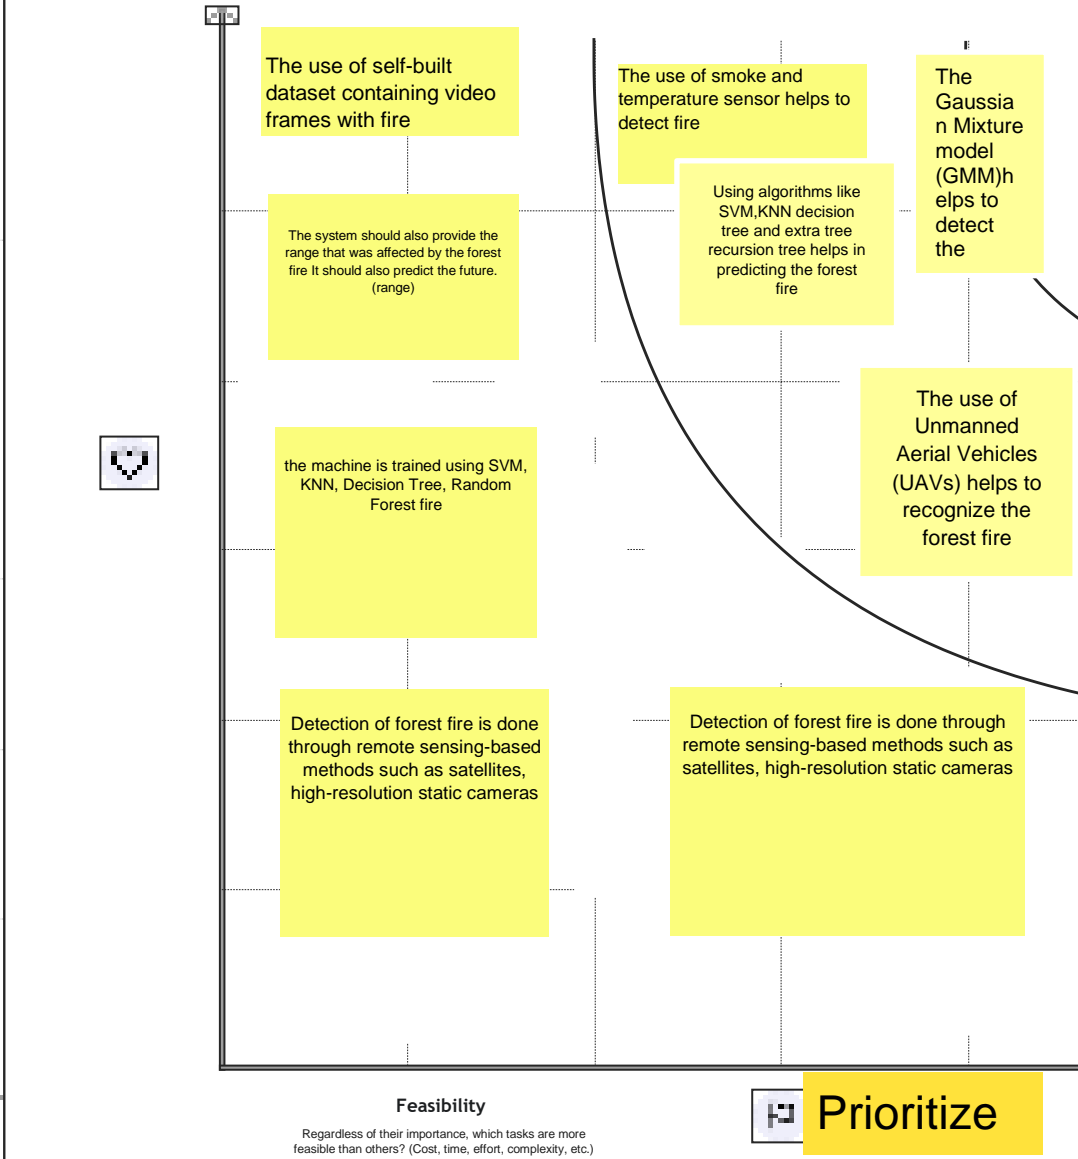 The use of self-built
dataset containing video
frames with fire
The use of smoke and
temperature sensor helps to
detect fire
The
Gaussia
n Mixture
model
(GMM)h
elps to
detect
the
Using algorithms like
SVM,KNN decision
tree and extra tree
recursion tree helps in
predicting the forest
fire
The system should also provide the
range that was affected by the forest
fire It should also predict the future.
(range)
The use of
Unmanned
Aerial Vehicles
(UAVs) helps to
recognize the
forest fire
the machine is trained using SVM,
KNN, Decision Tree, Random
Forest fire
Detection of forest fire is done
through remote sensing-based
methods such as satellites,
high-resolution static cameras
Detection of forest fire is done through
remote sensing-based methods such as
satellites, high-resolution static cameras
Feasibility
Regardless of their importance, which tasks are more
feasible than others? (Cost, time, effort, complexity, etc.)
Prioritize